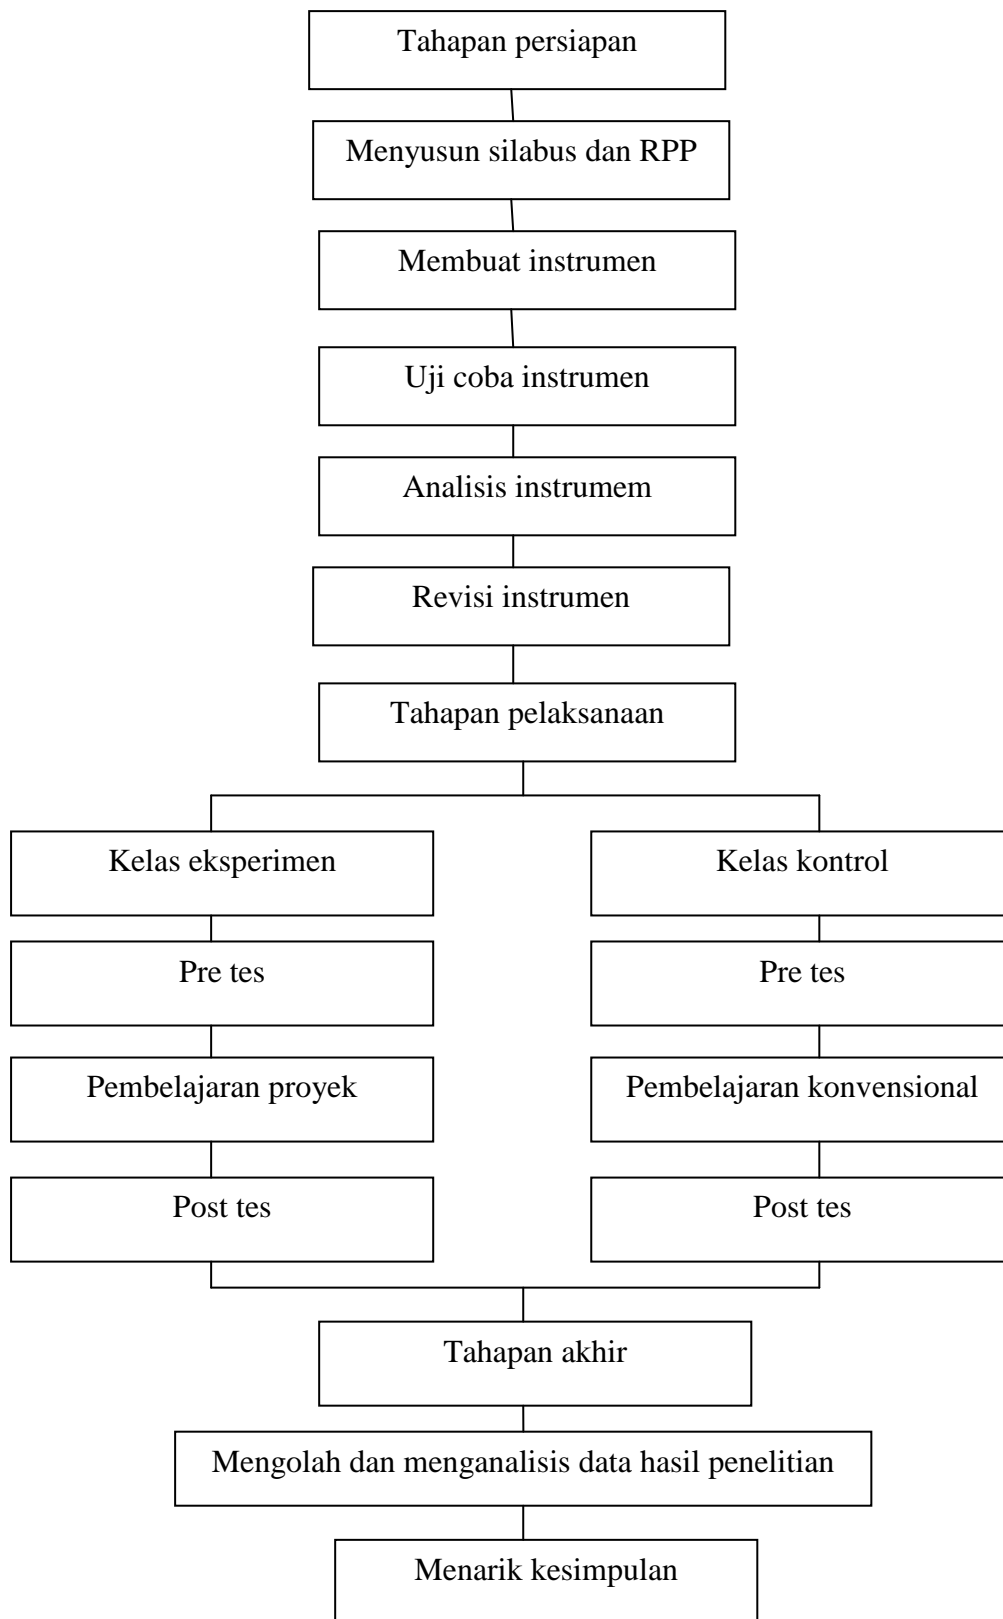 Tahapan persiapan
Menyusun silabus dan RPP
Membuat instrumen
Uji coba instrumen
Analisis instrumem
Revisi instrumen
Tahapan pelaksanaan
Kelas eksperimen
Kelas kontrol
Pre tes
Pre tes
Pembelajaran proyek
Pembelajaran konvensional
Post tes
Post tes
Tahapan akhir
Mengolah dan menganalisis data hasil penelitian
Menarik kesimpulan